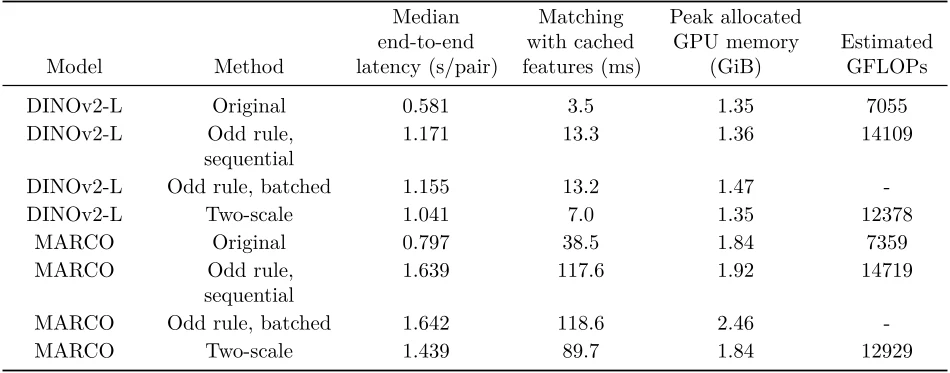 Median Matching Peak allocated
end-to-end with cached GPU memory Estimated
Model Method latency (s/pair) features (ms) (GiB) GFLOPs
DINOv2-L Original 0.581 3.5 1.35 7055
DINOv2-L Odd rule, 1.171 13.3 1.36 14109
sequential
DINOv2-L Odd rule, batched 1.155 13.2 1.47 -
DINOv2-L Two-scale 1.041 7.0 1.35 12378
MARCO Original 0.797 38.5 1.84 7359
MARCO Odd rule, 1.639 117.6 1.92 14719
sequential
MARCO Odd rule, batched 1.642 118.6 2.46 -
MARCO Two-scale 1.439 89.7 1.84 12929